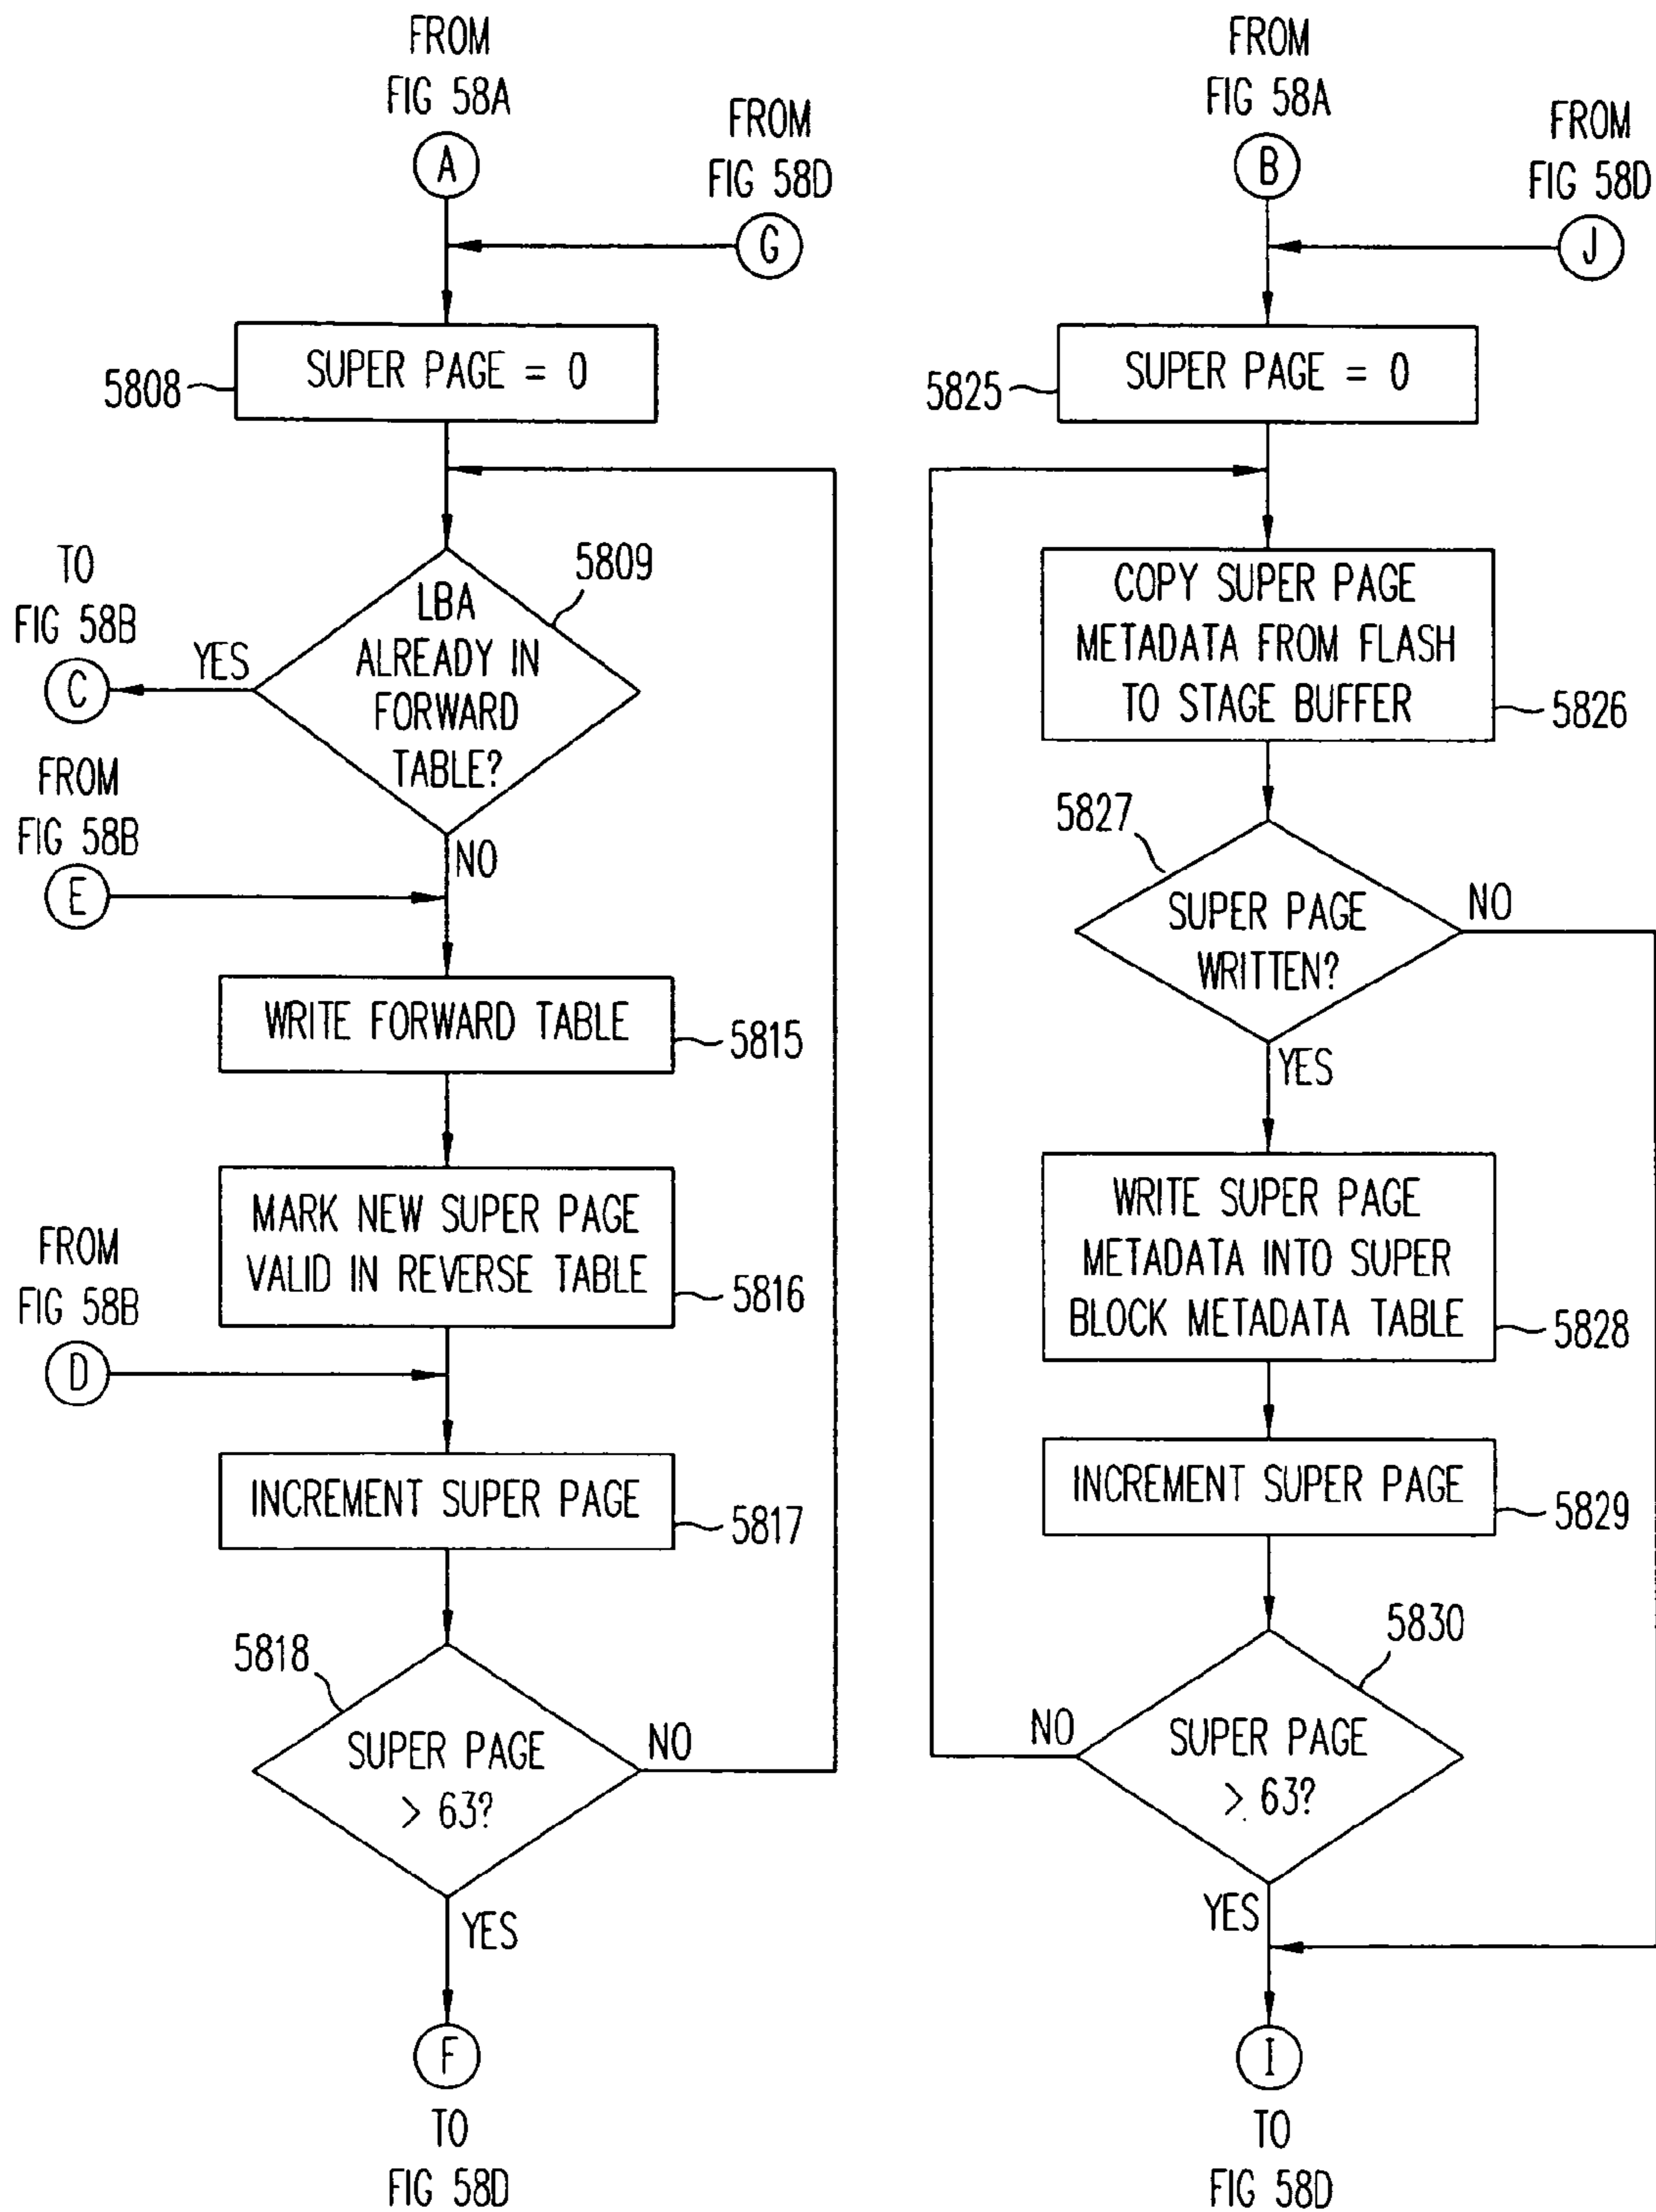 FROM
FIG 58A
A
FROM
FIG 58D
G
SUPER PAGE = 0
5808
LBA
ALREADY IN
FORWARD
TABLE?
5809
YES
TO
FIG 58B
C
NO
FROM
FIG 58B
E
WRITE FORWARD TABLE
5815
MARK NEW SUPER PAGE
VALID IN REVERSE TABLE
5816
FROM
FIG 58B
D
INCREMENT SUPER PAGE
5817
5818
SUPER PAGE
> 63?
NO
YES
F
TO
FIG 58D
FROM
FIG 58A
B
FROM
FIG 58D
J
SUPER PAGE = 0
5825
COPY SUPER PAGE
METADATA FROM FLASH
TO STAGE BUFFER
5826
5827
SUPER PAGE
WRITTEN?
NO
YES
WRITE SUPER PAGE
METADATA INTO SUPER
BLOCK METADATA TABLE
5828
INCREMENT SUPER PAGE
5829
5830
SUPER PAGE
> 63?
NO
YES
I
TO
FIG 58D